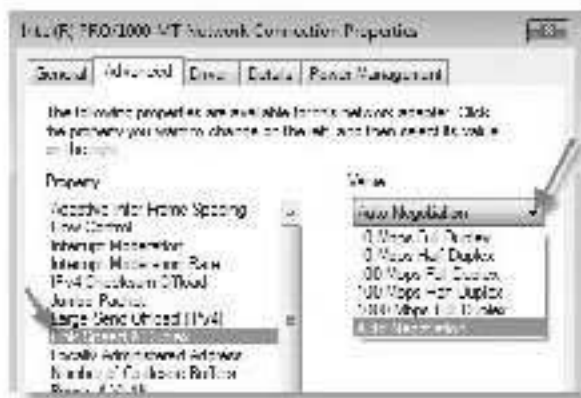 Intel(R) PRO/1000 MT Network Connection Properties
General Advanced Driver Details Power Management
The following properties are available for this network adapter. Click
the property you want to change on the left, and then select its value
on the right.
Property:
Value:
Adaptive Inter-Frame Spacing
Flow Control
Interrupt Moderation
Interrupt Moderation Rate
IPv4 Checksum Offload
Jumbo Packet
Large Send Offload (IPv4)
Link Speed & Duplex
Locally Administered Address
Number of Coalesce Buffers
Auto Negotiation
10 Mbps Full Duplex
10 Mbps Half Duplex
100 Mbps Full Duplex
100 Mbps Half Duplex
1000 Mbps Full Duplex
Auto Negotiation